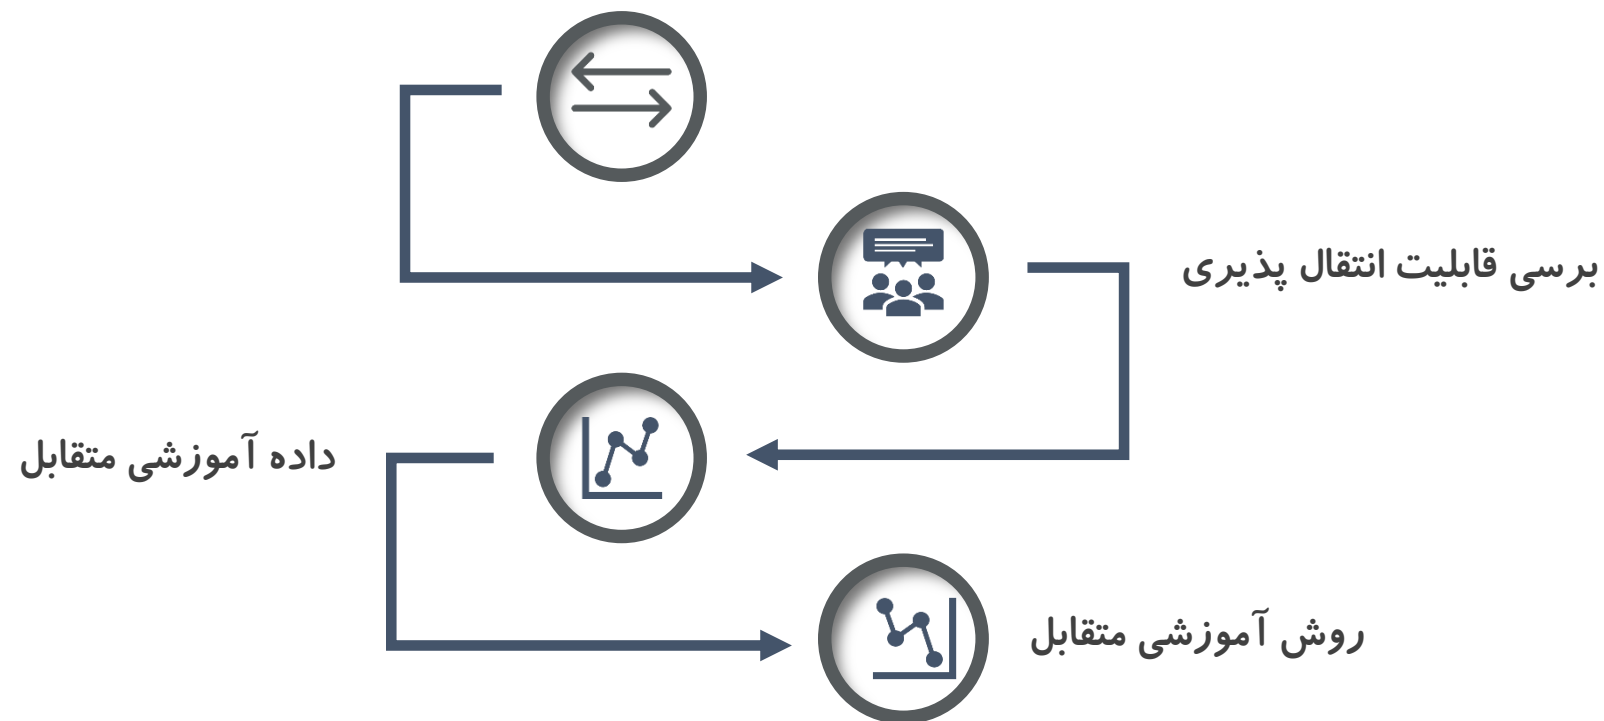 برسی قابلیت انتقال پذیری
داده آموزشی متقابل
روش آموزشی متقابل